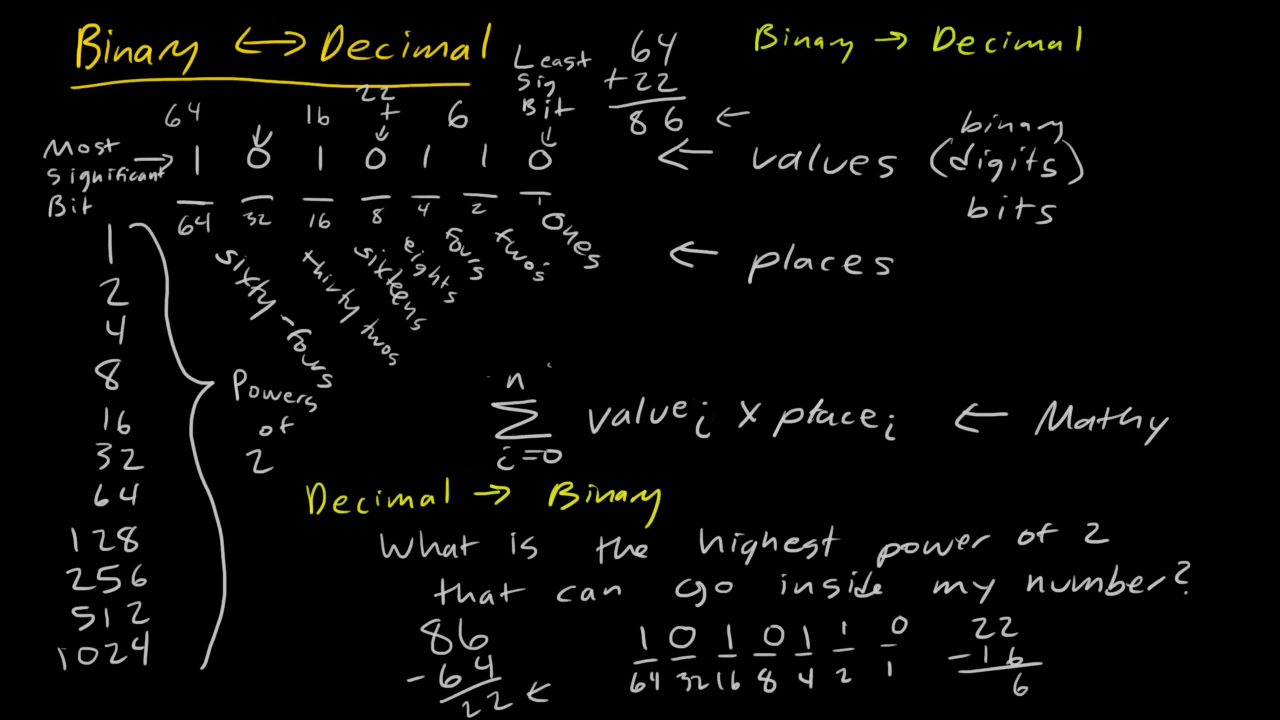 Binary ↔ Decimal
Least
Sig
Bit
64
+22
86 ←
Binary → Decimal
64 16 22 + 6
Most
Significant
Bit
→ 1 0 1 0 1 1 0
64 32 16 8 4 2 1
sixty-fours
thirty twos
sixteens
eights
fours
twos
Ones
← values (digits)
binary
bits
← places
1
2
4
8
16
32
64
128
256
512
1024
Powers
of
2
n
∑ valueᵢ x placeᵢ ← Mathy
i=0
Decimal → Binary
What is the highest power of 2
that can go inside my number?
86
-64
22 ←
1 0 1 0 1 1 0
64 32 16 8 4 2 1
22
-16
6